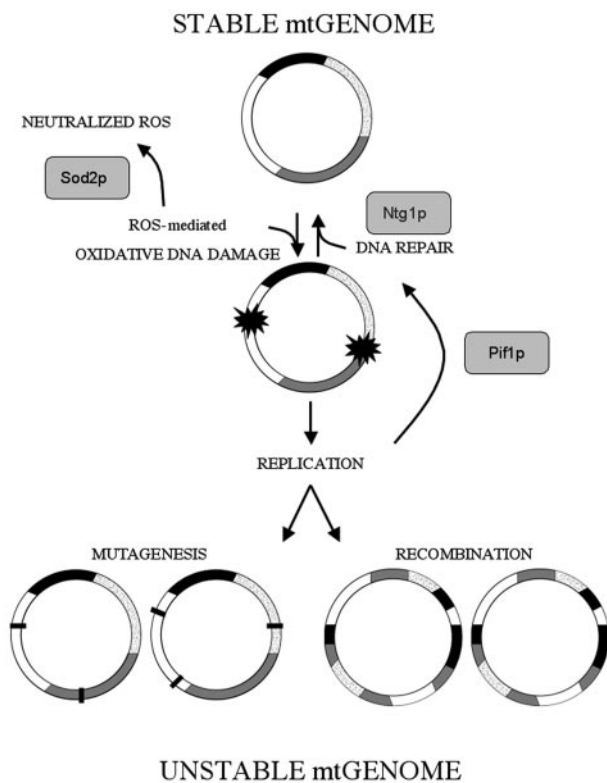 STABLE mtGENOME
NEUTRALIZED ROS
Sod2p
Ntg1p
ROS-mediated
OXIDATIVE DNA DAMAGE
DNA REPAIR
Pif1p
REPLICATION
MUTAGENESIS
RECOMBINATION
UNSTABLE mtGENOME